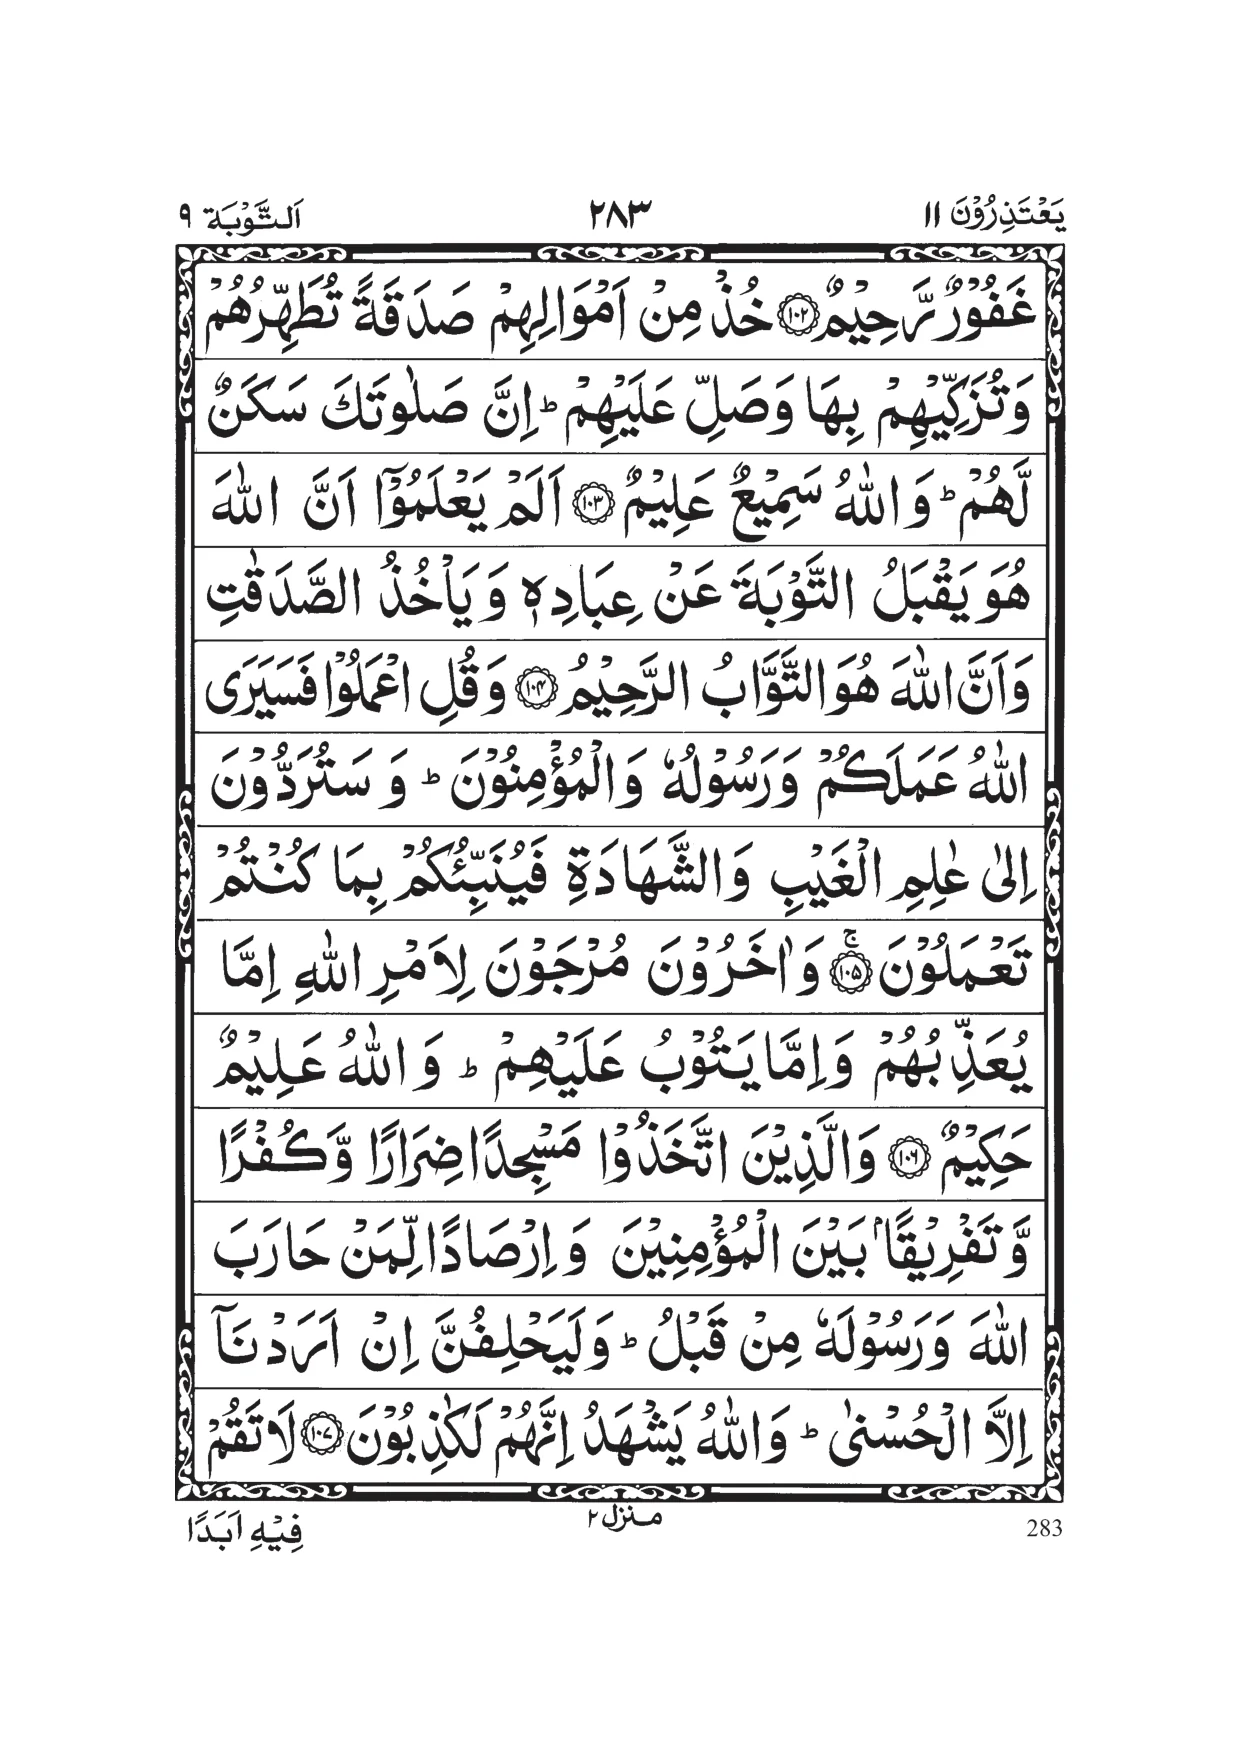 يَعْتَذِرُوْنَ ١١ ٢٨٣ اَلتَّوْبَة ٩
غَفُوْرٌ رَّحِيْمٌ ۝١٠٢ خُذْ مِنْ اَمْوَالِهِمْ صَدَقَةً تُطَهِّرُهُمْ
وَتُزَكِّيْهِمْ بِهَا وَصَلِّ عَلَيْهِمْ ؕ اِنَّ صَلٰوتَكَ سَكَنٌ
لَّهُمْ ؕ وَاللّٰهُ سَمِيْعٌ عَلِيْمٌ ۝١٠٣ اَلَمْ يَعْلَمُوْۤا اَنَّ اللّٰهَ
هُوَ يَقْبَلُ التَّوْبَةَ عَنْ عِبَادِهٖ وَيَاْخُذُ الصَّدَقٰتِ
وَاَنَّ اللّٰهَ هُوَ التَّوَّابُ الرَّحِيْمُ ۝١٠٤ وَقُلِ اعْمَلُوْا فَسَيَرَى
اللّٰهُ عَمَلَكُمْ وَرَسُوْلُهٗ وَالْمُؤْمِنُوْنَ ؕ وَسَتُرَدُّوْنَ
اِلٰى عٰلِمِ الْغَيْبِ وَالشَّهَادَةِ فَيُنَبِّئُكُمْ بِمَا كُنْتُمْ
تَعْمَلُوْنَ ۝١٠٥ۚ وَاٰخَرُوْنَ مُرْجَوْنَ لِاَمْرِ اللّٰهِ اِمَّا
يُعَذِّبُهُمْ وَاِمَّا يَتُوْبُ عَلَيْهِمْ ؕ وَاللّٰهُ عَلِيْمٌ
حَكِيْمٌ ۝١٠٦ وَالَّذِيْنَ اتَّخَذُوْا مَسْجِدًا ضِرَارًا وَّكُفْرًا
وَّتَفْرِيْقًاۢ بَيْنَ الْمُؤْمِنِيْنَ وَاِرْصَادًا لِّمَنْ حَارَبَ
اللّٰهَ وَرَسُوْلَهٗ مِنْ قَبْلُ ؕ وَلَيَحْلِفُنَّ اِنْ اَرَدْنَاۤ
اِلَّا الْحُسْنٰى ؕ وَاللّٰهُ يَشْهَدُ اِنَّهُمْ لَكٰذِبُوْنَ ۝١٠٧ لَا تَقُمْ
283 منزل ٢ فِيْهِ اَبَدًا